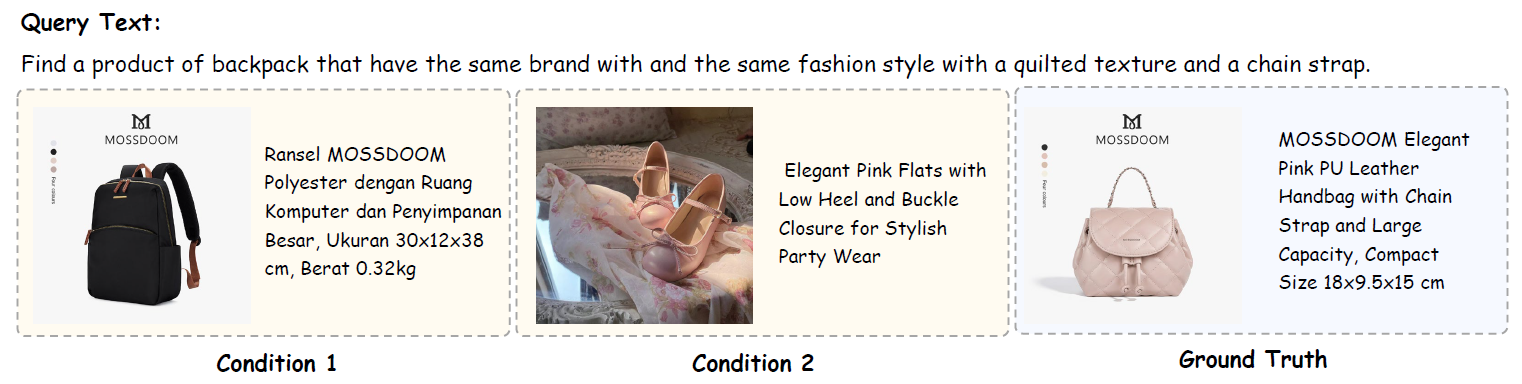 Query Text:
Find a product of backpack that have the same brand with and the same fashion style with a quilted texture and a chain strap.
MOSSDOOM
Four colours
Ransel MOSSDOOM
Polyester dengan Ruang
Komputer dan Penyimpanan
Besar, Ukuran 30x12x38
cm, Berat 0.32kg
Condition 1
Elegant Pink Flats with
Low Heel and Buckle
Closure for Stylish
Party Wear
Condition 2
MOSSDOOM
Four colours
MOSSDOOM Elegant
Pink PU Leather
Handbag with Chain
Strap and Large
Capacity, Compact
Size 18x9.5x15 cm
Ground Truth